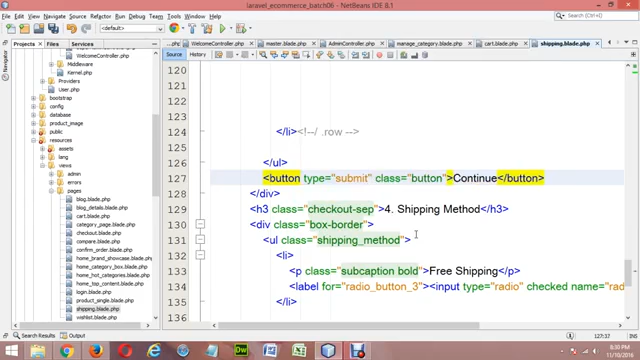 laravel_ecommerce_batch06 - NetBeans IDE 8.1
File Edit View Navigate Source Refactor Run Debug Team Tools Window Help
<default>
Projects Files Services
WelcomeController.php master.blade.php AdminController.php manage_category.blade.php cart.blade.php shipping.blade.php
Source History
Navigator
WelcomeController.php
Middleware
Kernel.php
Providers
User.php
bootstrap
config
database
product_image
public
resources
assets
lang
views
admin
errors
pages
blog.blade.php
blog_details.blade.php
cart.blade.php
category_page.blade.php
checkout.blade.php
compare.blade.php
confirm_order.blade.php
home_brand_showcase.blade.php
home_category_box.blade.php
home_hot_categories.blade.php
home_top_content.blade.php
login.blade.php
product_single.blade.php
shipping.blade.php
wishlist.blade.php
120
121
122
123
124 </li><!--/ .row -->
125
126 </ul>
127 <button type="submit" class="button">Continue</button>
128 </div>
129 <h3 class="checkout-sep">4. Shipping Method</h3>
130 <div class="box-border">
131 <ul class="shipping_method">
132 <li>
133 <p class="subcaption bold">Free Shipping</p>
134 <label for="radio_button_3"><input type="radio" checked name="rad
135 </li>
136
Search Results Output
127:37
6:33 PM
11/10/2016